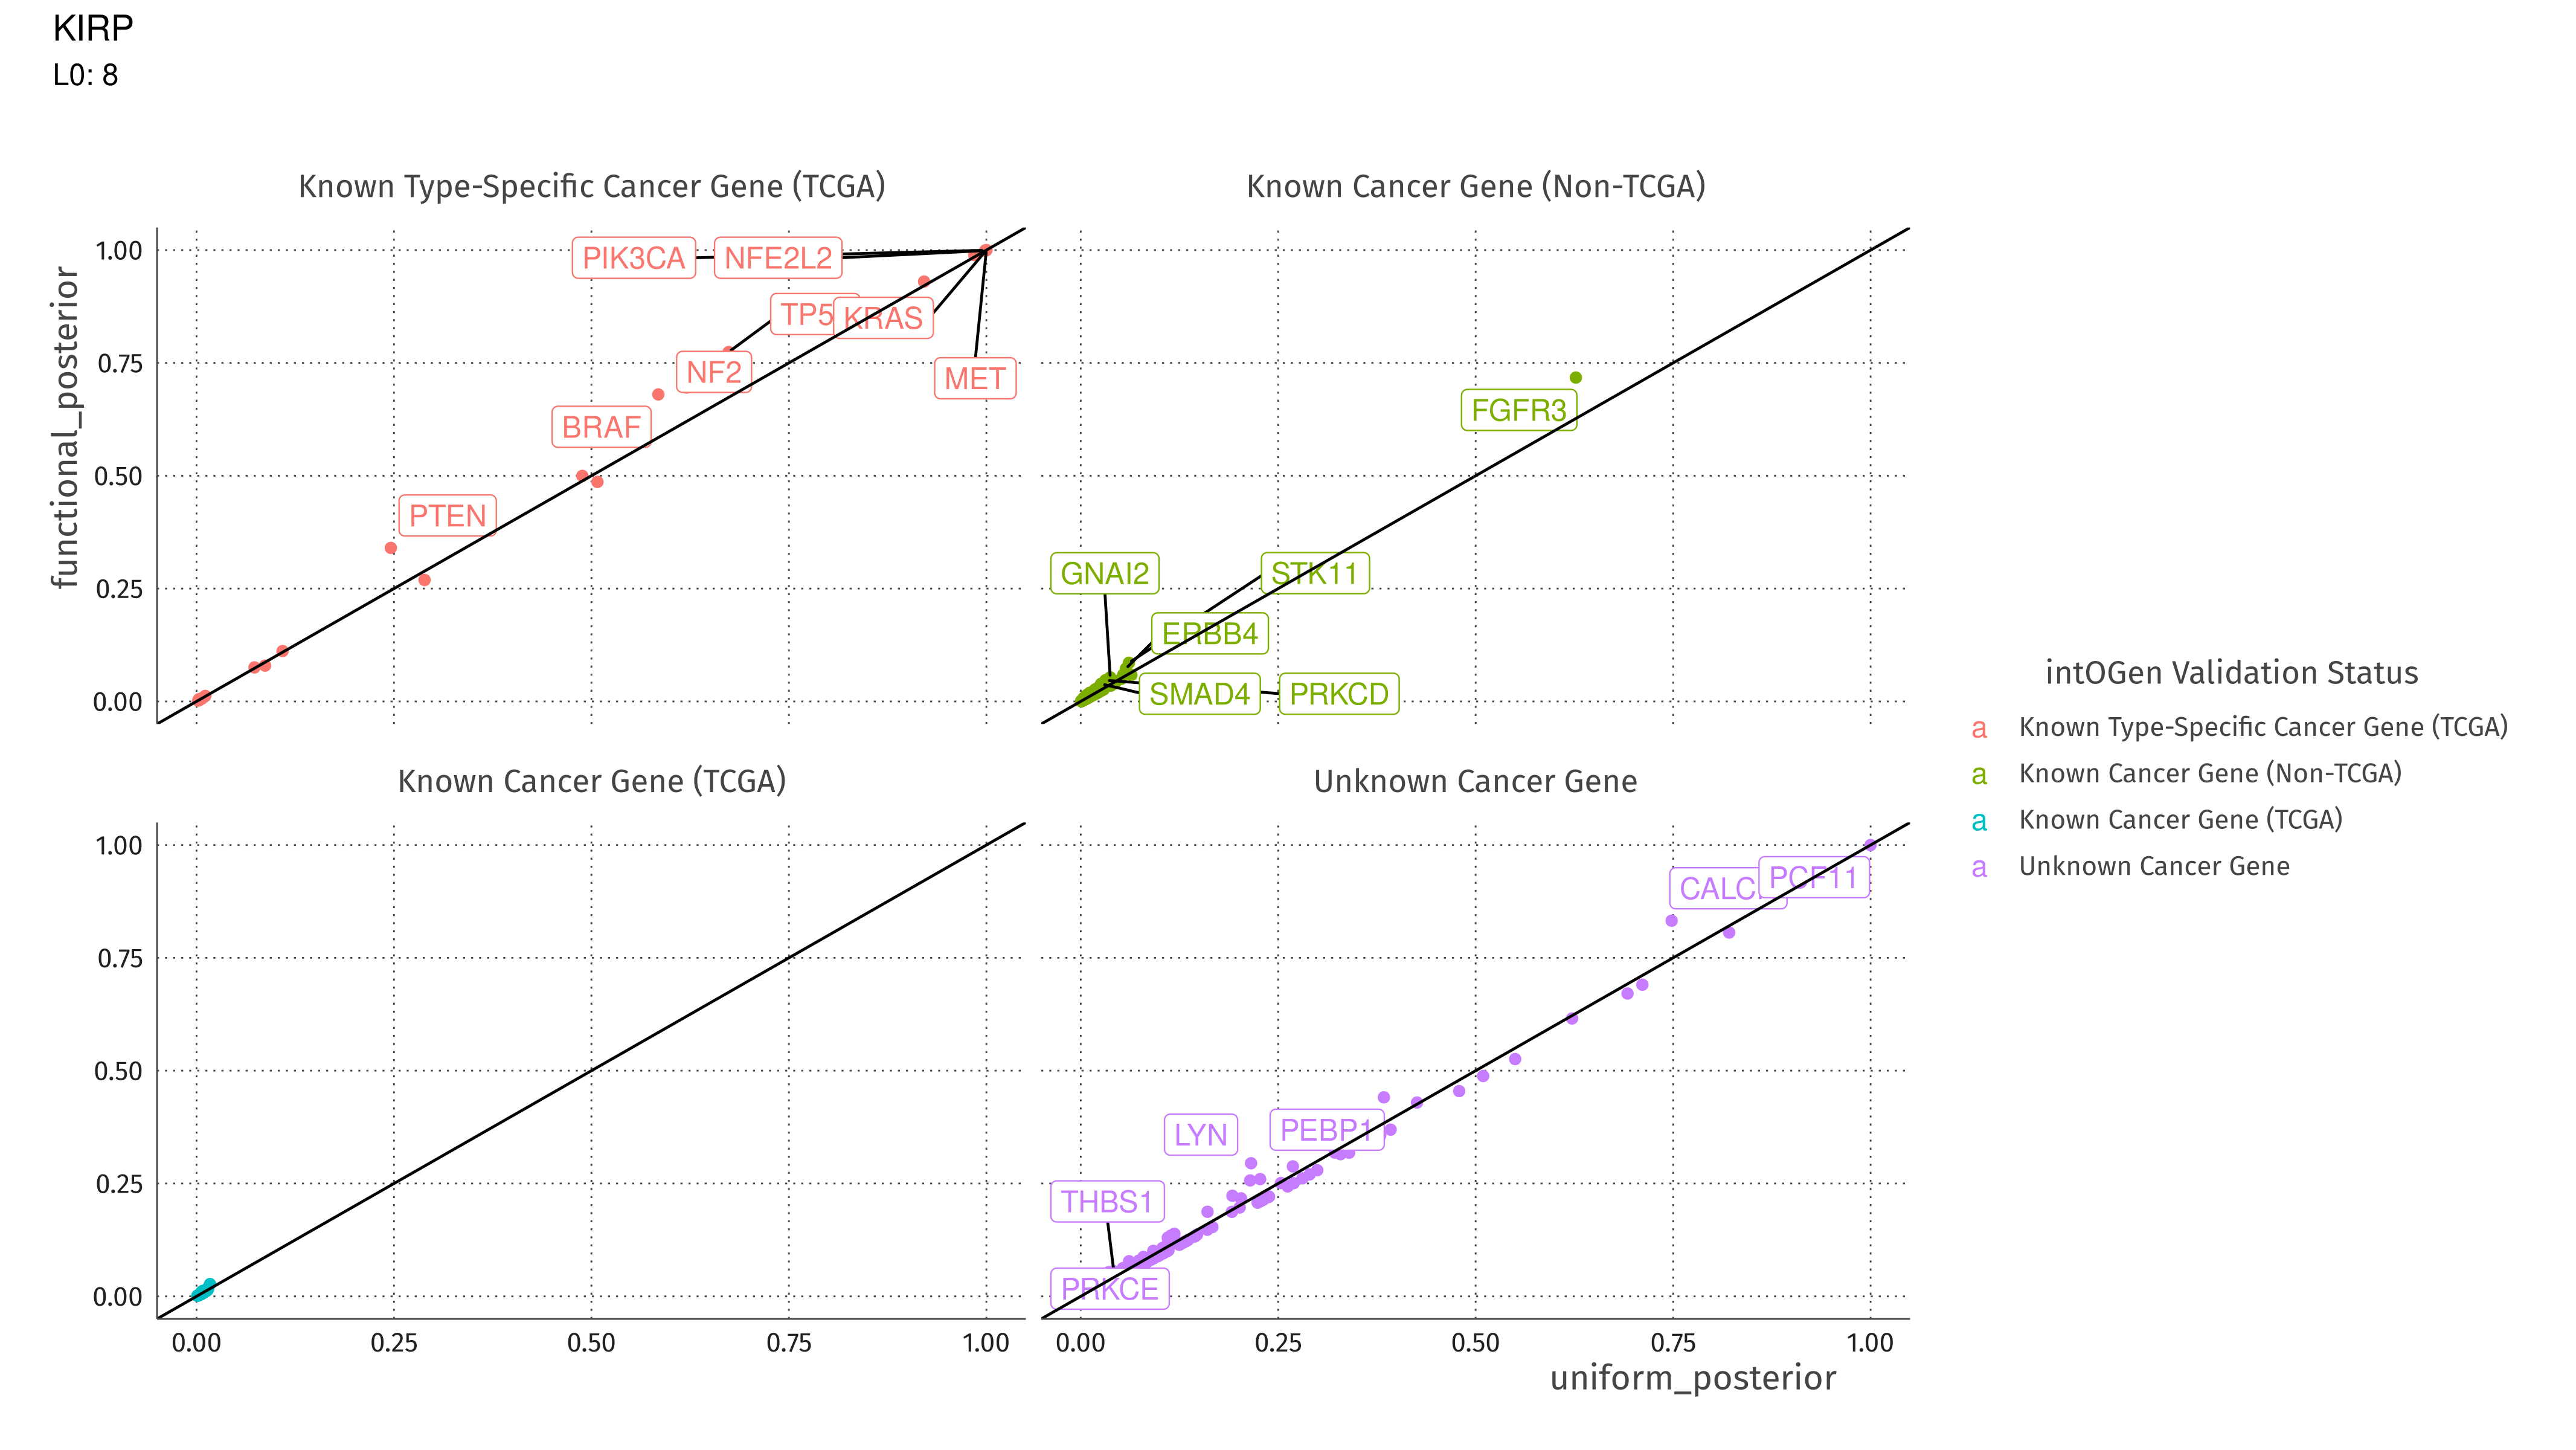 KIRP
L0: 8
Known Type-Specific Cancer Gene (TCGA)
Known Cancer Gene (Non-TCGA)
functional_posterior
1.00
0.75
0.50
0.25
0.00
PIK3CA
NFE2L2
KRAS
NF2
MET
BRAF
PTEN
FGFR3
GNAI2
STK11
ERBB4
SMAD4
PRKCD
Known Cancer Gene (TCGA)
Unknown Cancer Gene
1.00
0.75
0.50
0.25
0.00
PCF11
LYN
PEBP1
THBS1
PRKCE
0.00
0.25
0.50
0.75
1.00
0.00
0.25
0.50
0.75
1.00
uniform_posterior
intOGen Validation Status
a Known Type-Specific Cancer Gene (TCGA)
a Known Cancer Gene (Non-TCGA)
a Known Cancer Gene (TCGA)
a Unknown Cancer Gene